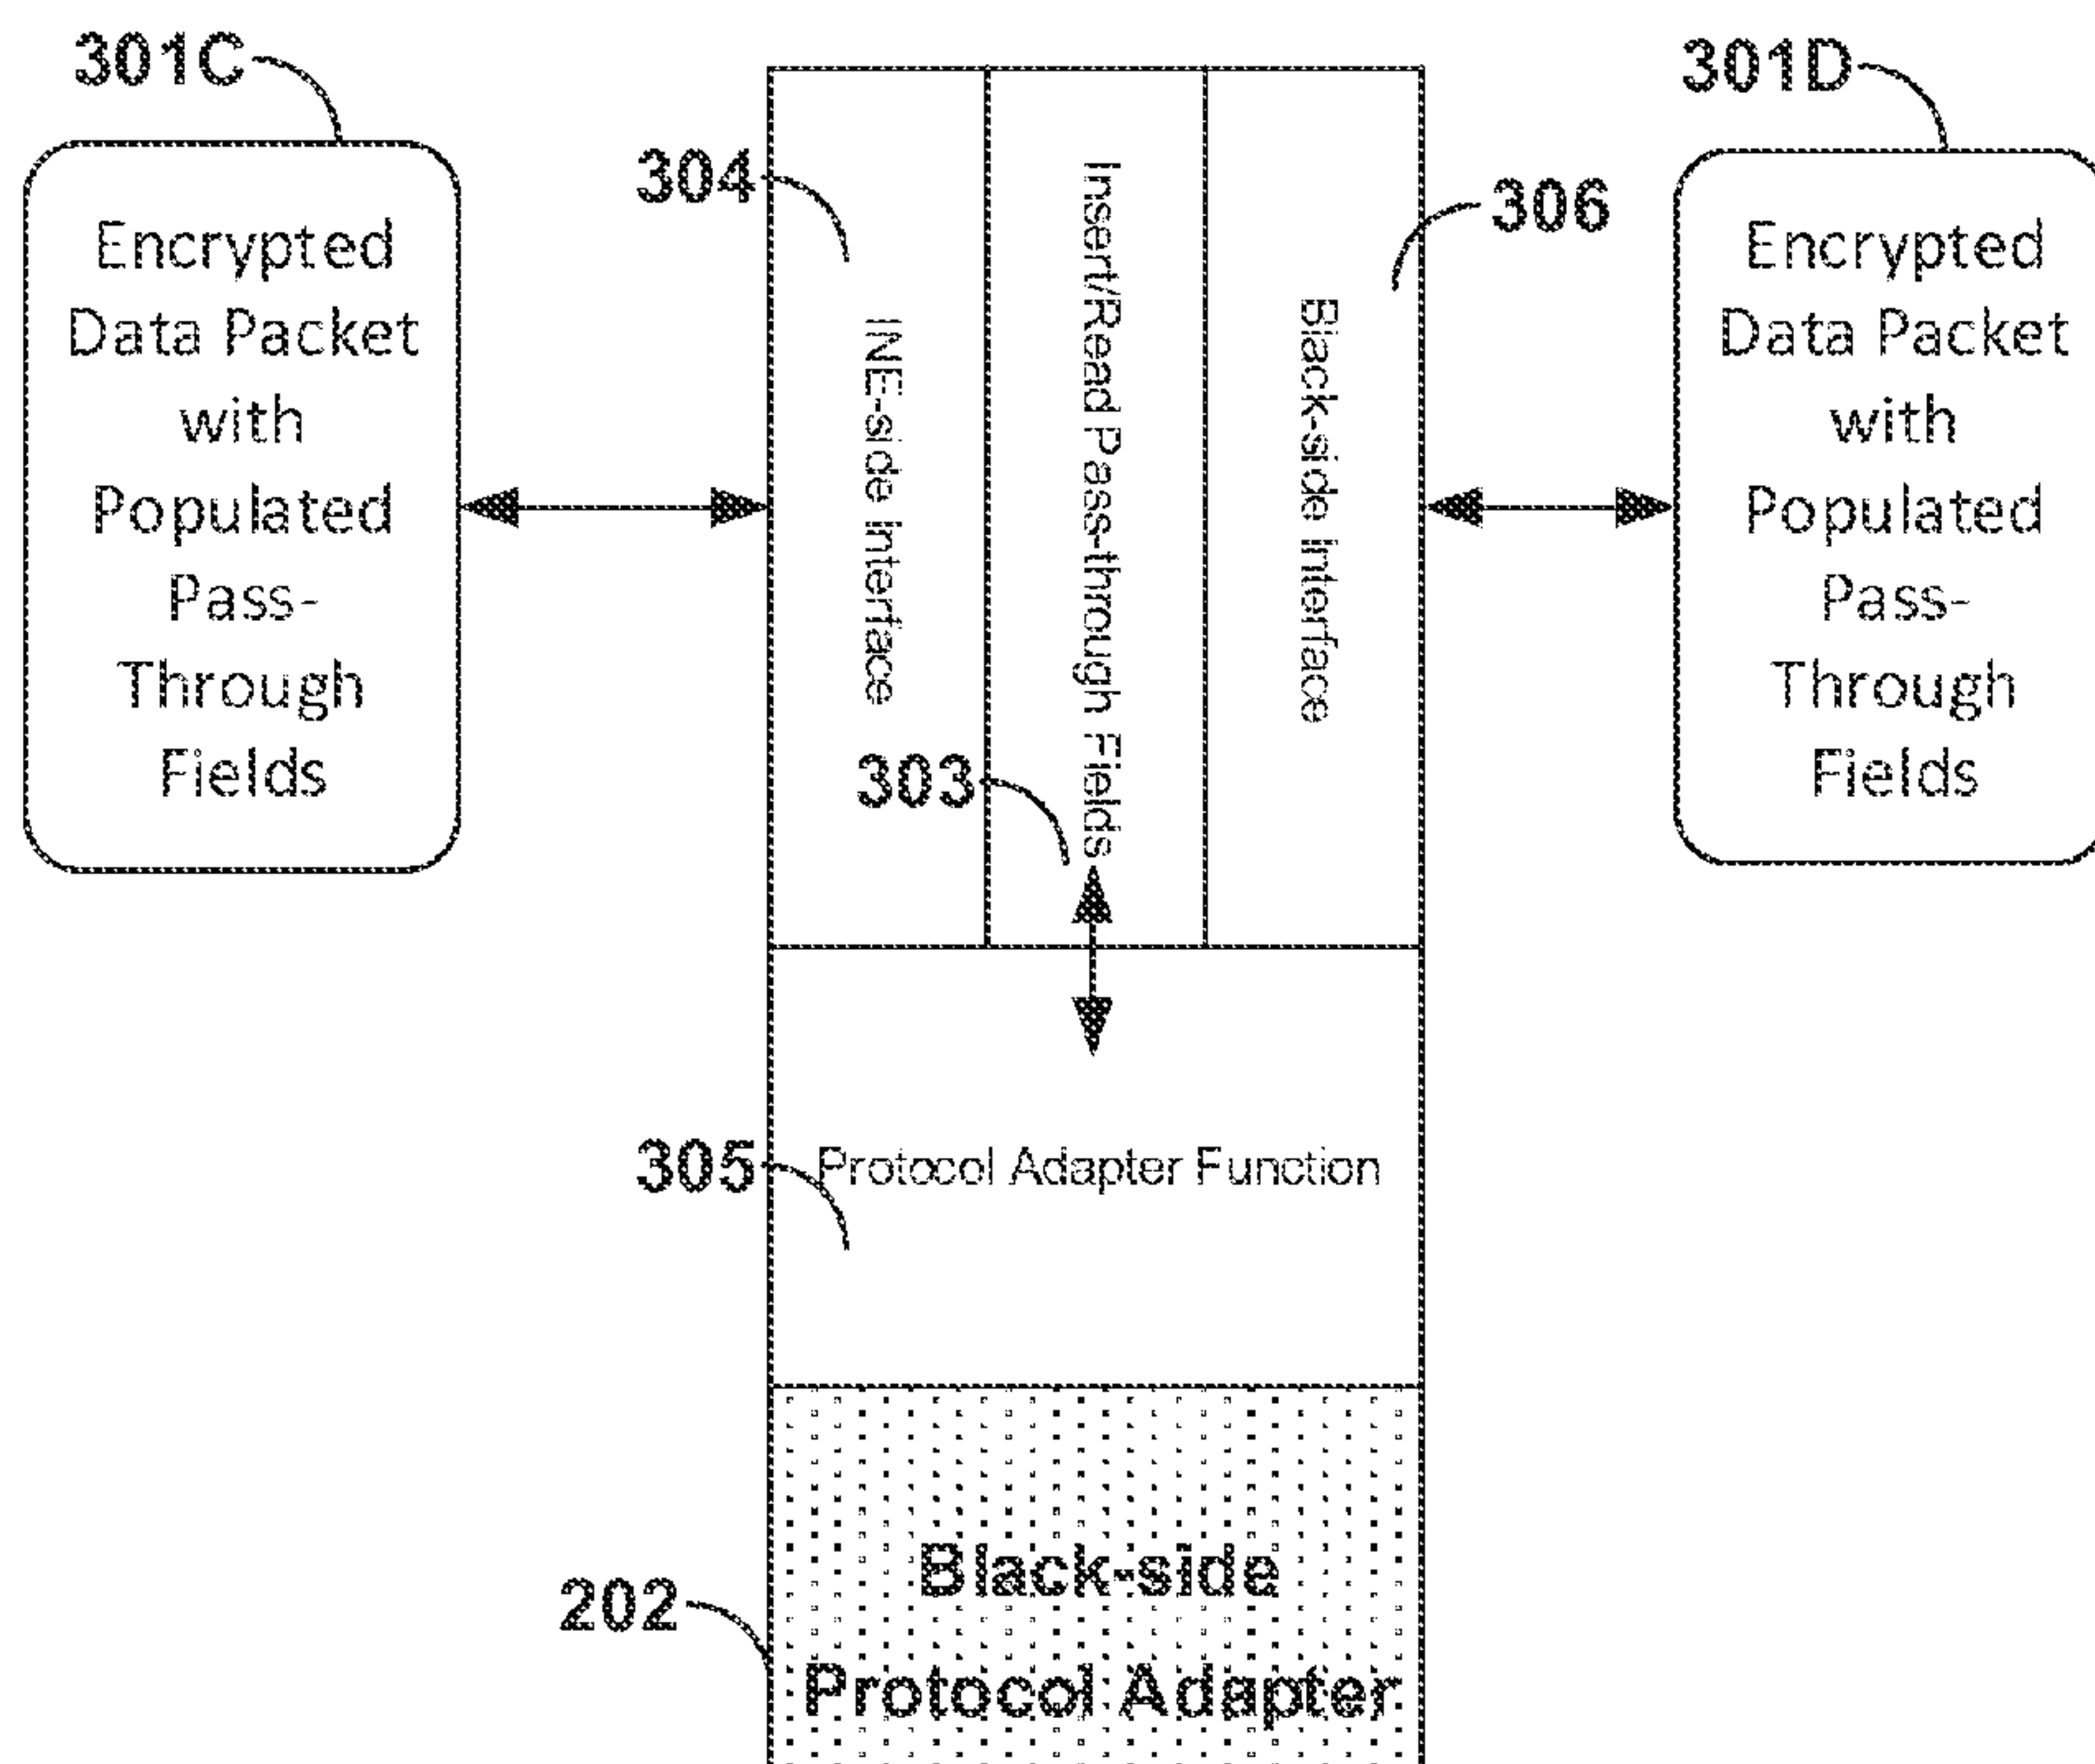 301C
Encrypted
Data Packet
with
Populated
Pass-
Through
Fields
304
INE-side Interface
Insert/Read Pass-through Fields
303
Black-side Interface
306
301D
Encrypted
Data Packet
with
Populated
Pass-
Through
Fields
305
Protocol Adapter Function
202
Black-side
Protocol Adapter